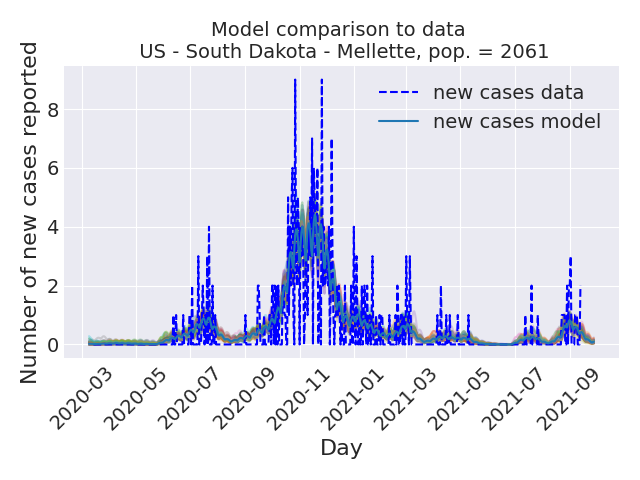 Model comparison to data
US - South Dakota - Mellette, pop. = 2061
Number of new cases reported
8
6
4
2
0
new cases data
new cases model
2020-03
2020-05
2020-07
2020-09
2020-11
2021-01
2021-03
2021-05
2021-07
2021-09
Day